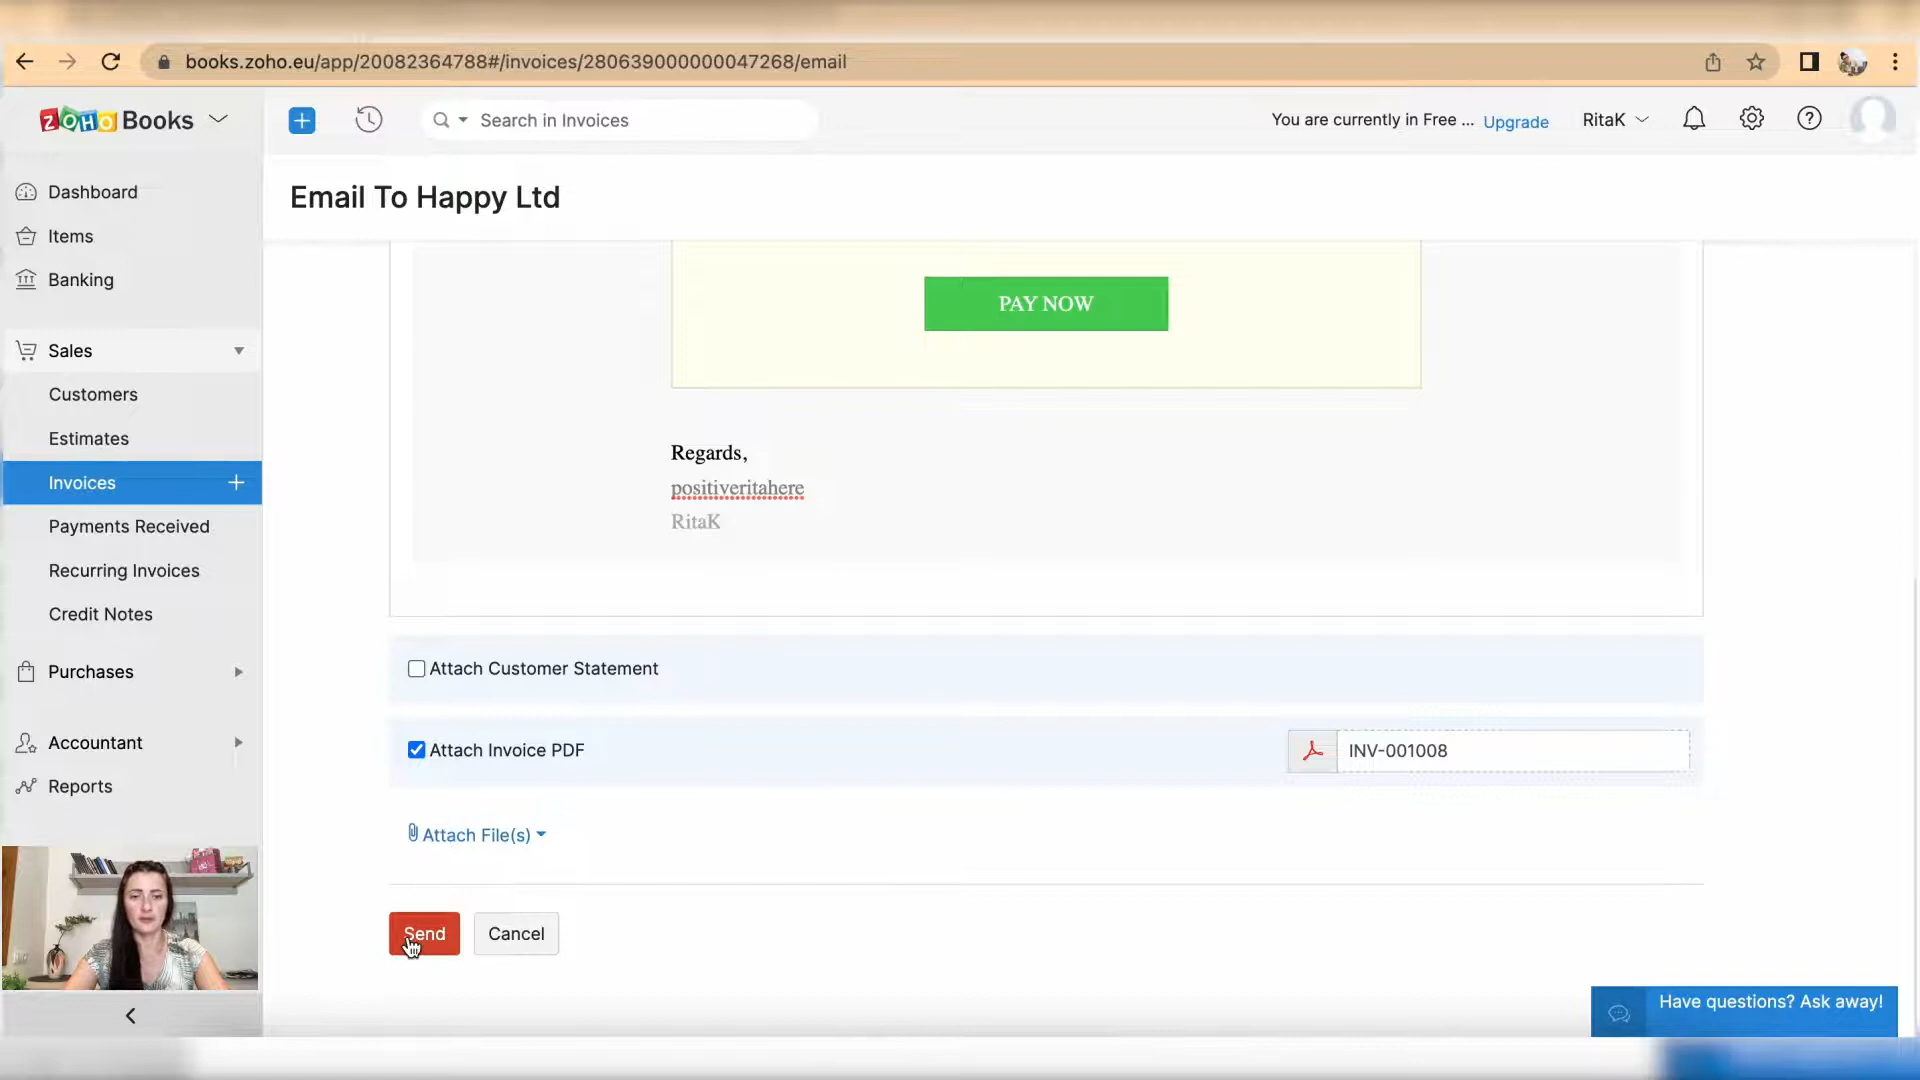 books.zoho.eu/app/20082364788#/invoices/280639000000047268/email
ZOHO Books
Search in Invoices
You are currently in Free ... Upgrade
RitaK
Email To Happy Ltd
Dashboard
Items
Banking
Sales
Customers
Estimates
Invoices
Payments Received
Recurring Invoices
Credit Notes
Purchases
Accountant
Reports
PAY NOW
Regards,
positiveritahere
RitaK
Attach Customer Statement
Attach Invoice PDF
INV-001008
Attach File(s)
Send
Cancel
Have questions? Ask away!